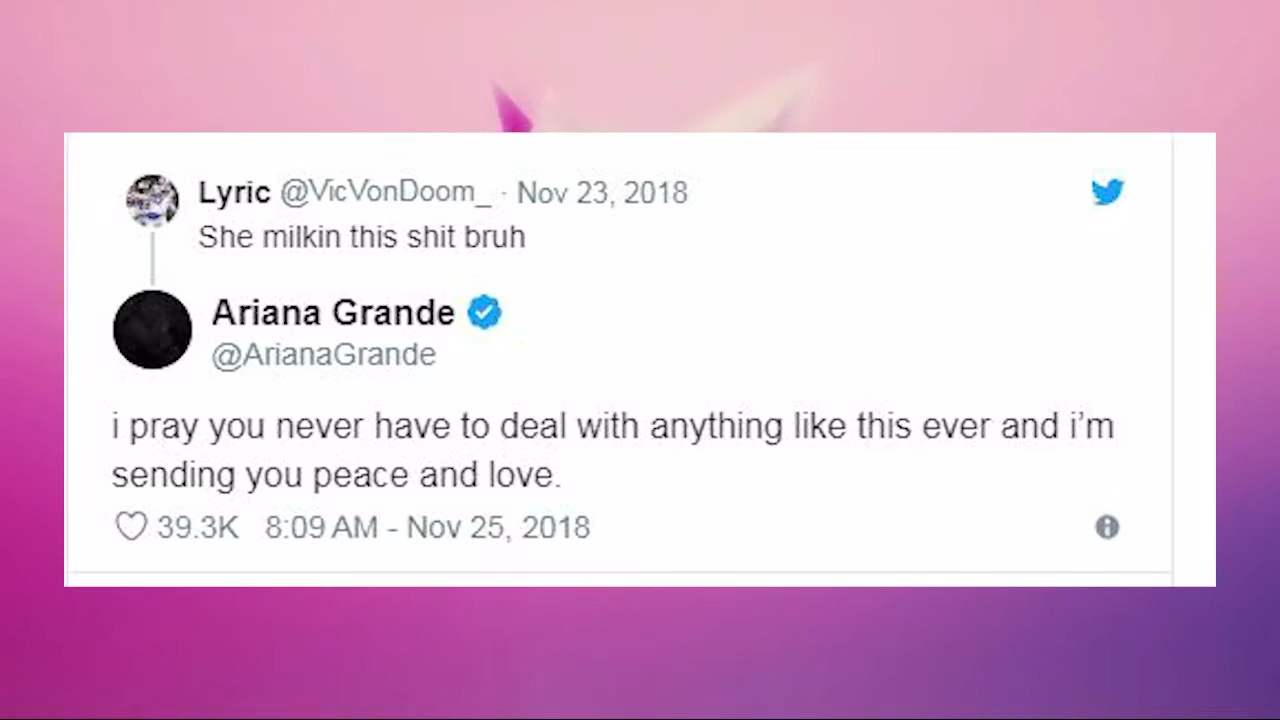 Lyric @VicVonDoom_ · Nov 23, 2018
She milkin this shit bruh
Ariana Grande
@ArianaGrande
i pray you never have to deal with anything like this ever and i’m
sending you peace and love.
39.3K 8:09 AM - Nov 25, 2018